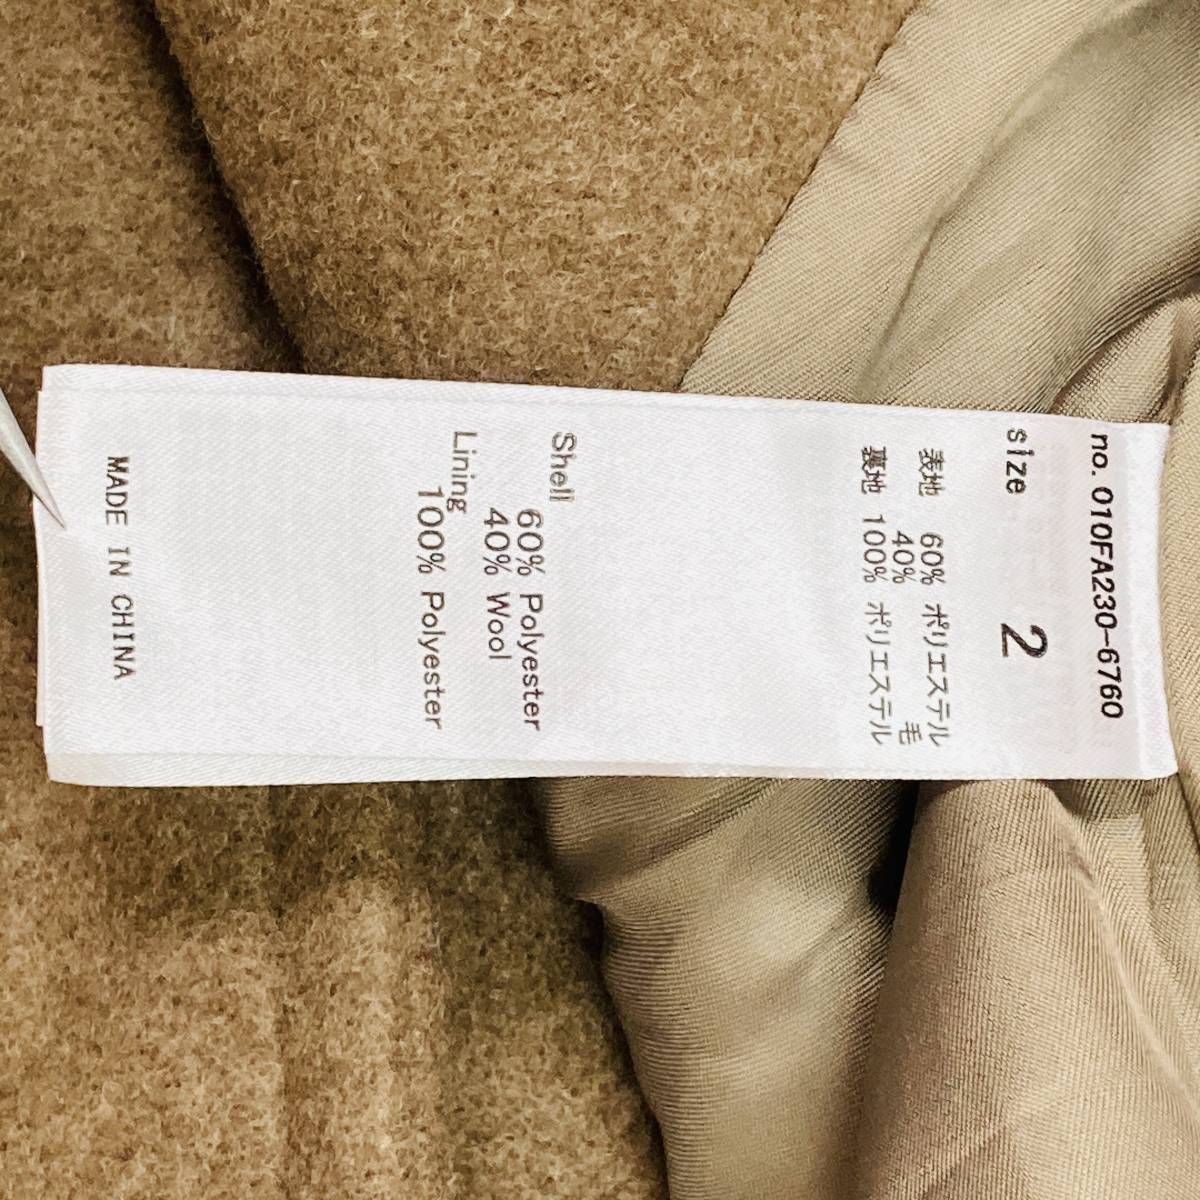 no. 010FA230-6760
size 2
表地 60% ポリエステル
40% 毛
裏地 100% ポリエステル
Shell
60% Polyester
40% Wool
Lining
100% Polyester
MADE IN CHINA